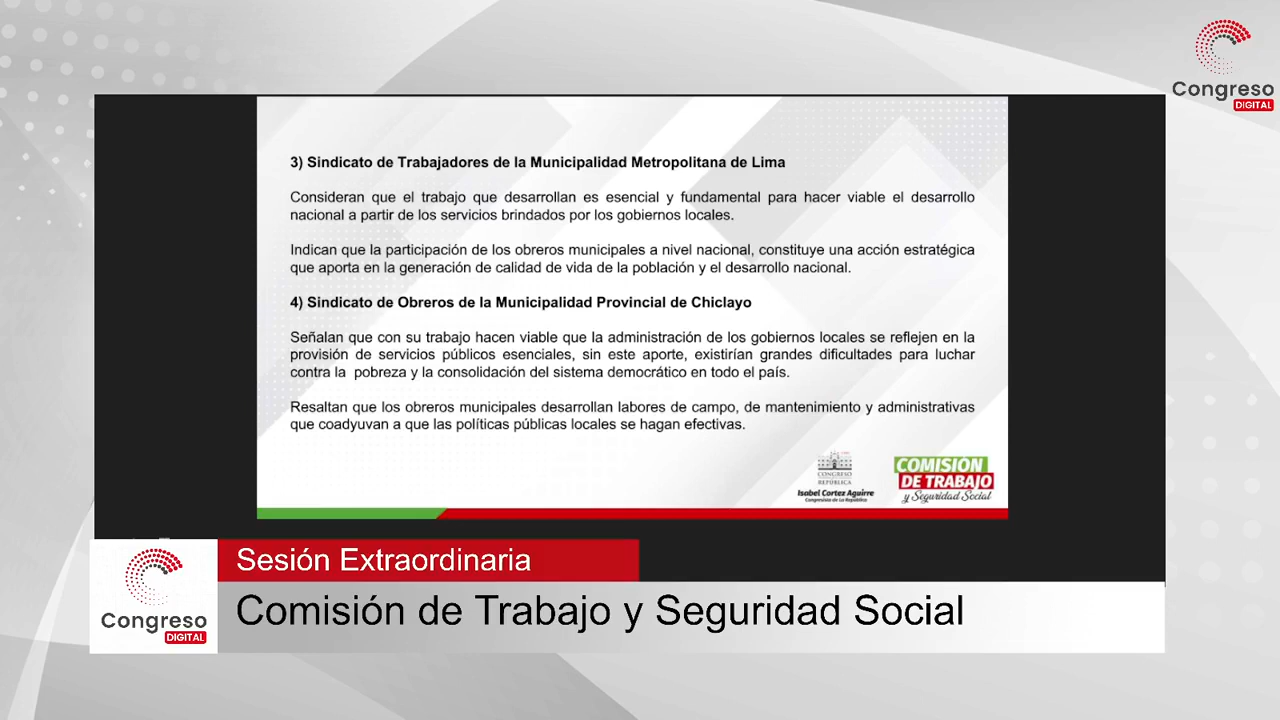 Congreso
DIGITAL
3) Sindicato de Trabajadores de la Municipalidad Metropolitana de Lima
Consideran que el trabajo que desarrollan es esencial y fundamental para hacer viable el desarrollo
nacional a partir de los servicios brindados por los gobiernos locales.
Indican que la participación de los obreros municipales a nivel nacional, constituye una acción estratégica
que aporta en la generación de calidad de vida de la población y el desarrollo nacional.
4) Sindicato de Obreros de la Municipalidad Provincial de Chiclayo
Señalan que con su trabajo hacen viable que la administración de los gobiernos locales se reflejen en la
provisión de servicios públicos esenciales, sin este aporte, existirían grandes dificultades para luchar
contra la pobreza y la consolidación del sistema democrático en todo el país.
Resaltan que los obreros municipales desarrollan labores de campo, de mantenimiento y administrativas
que coadyuvan a que las políticas públicas locales se hagan efectivas.
CONGRESO
REPÚBLICA
Isabel Cortez Aguirre
Congresista de La República
COMISIÓN
DE TRABAJO
y Seguridad Social
Sesión Extraordinaria
Comisión de Trabajo y Seguridad Social
Congreso
DIGITAL